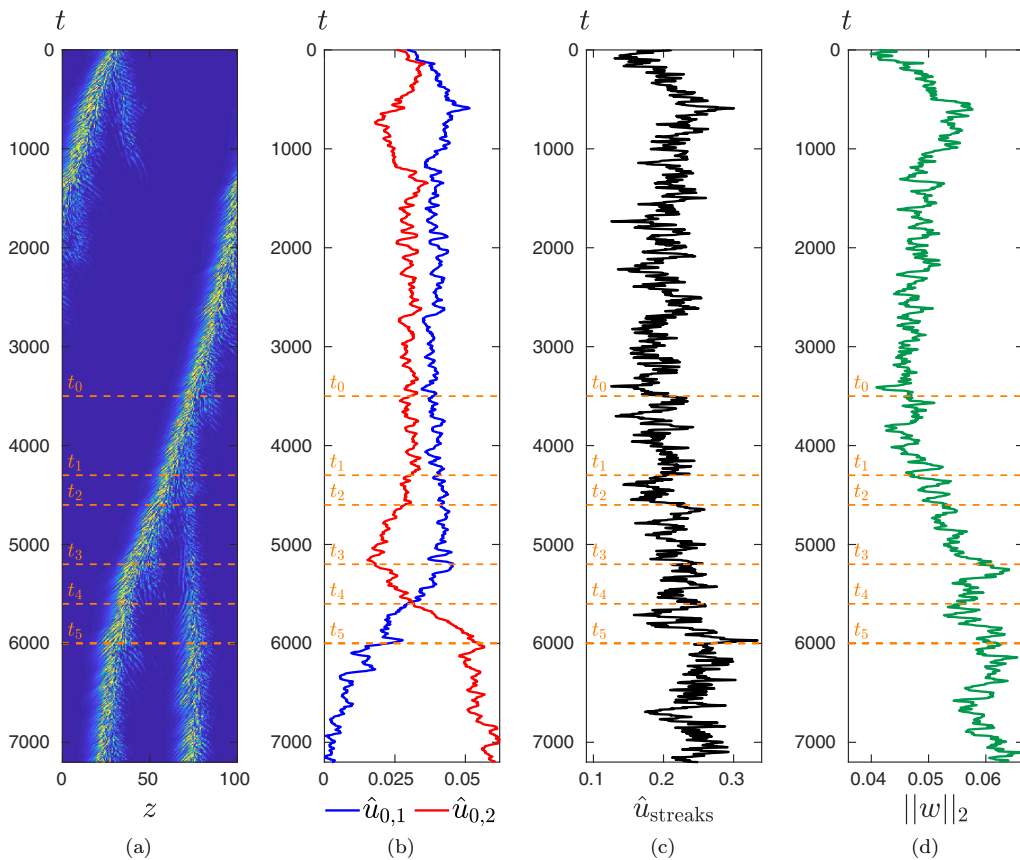 t t t t
0 0 0 0
1000 1000 1000 1000
2000 2000 2000 2000
3000 3000 3000 3000
t₀ t₀ t₀ t₀
4000 4000 4000 4000
t₁ t₁ t₁ t₁
t₂ t₂ t₂ t₂
5000 5000 5000 5000
t₃ t₃ t₃ t₃
t₄ t₄ t₄ t₄
t₅ t₅ t₅ t₅
6000 6000 6000 6000
7000 7000 7000 7000
0 50 100 0 0.025 0.05 0.1 0.2 0.3 0.04 0.05 0.06
z û₀,₁ û₀,₂ û_streaks ||w||₂
(a) (b) (c) (d)